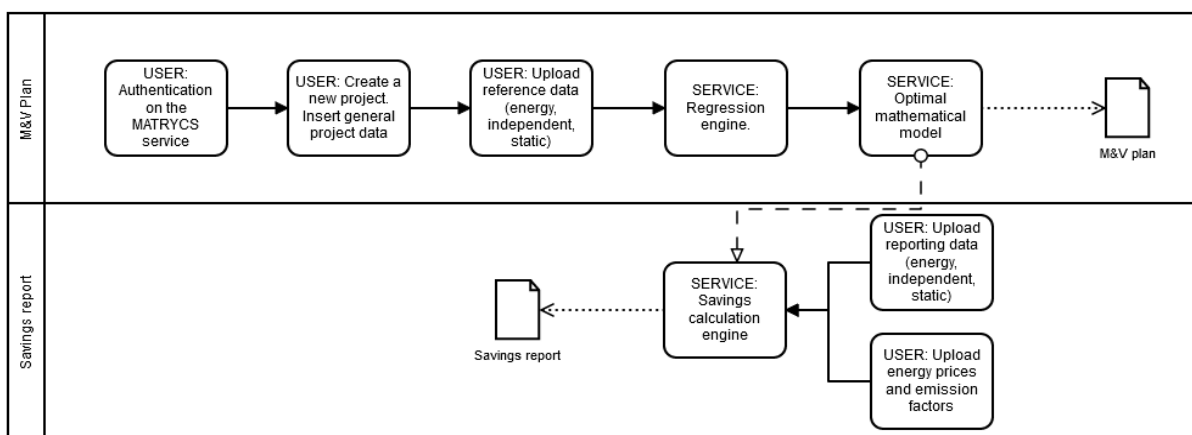 M&V Plan
USER:
Authentication
on the
MATRYCS
service
USER: Create a
new project.
Insert general
project data
USER: Upload
reference data
(energy,
independent,
static)
SERVICE:
Regression
engine.
SERVICE:
Optimal
mathematical
model
M&V plan
Savings report
USER: Upload
reporting data
(energy,
independent,
static)
SERVICE:
Savings
calculation
engine
Savings report
USER: Upload
energy prices
and emission
factors